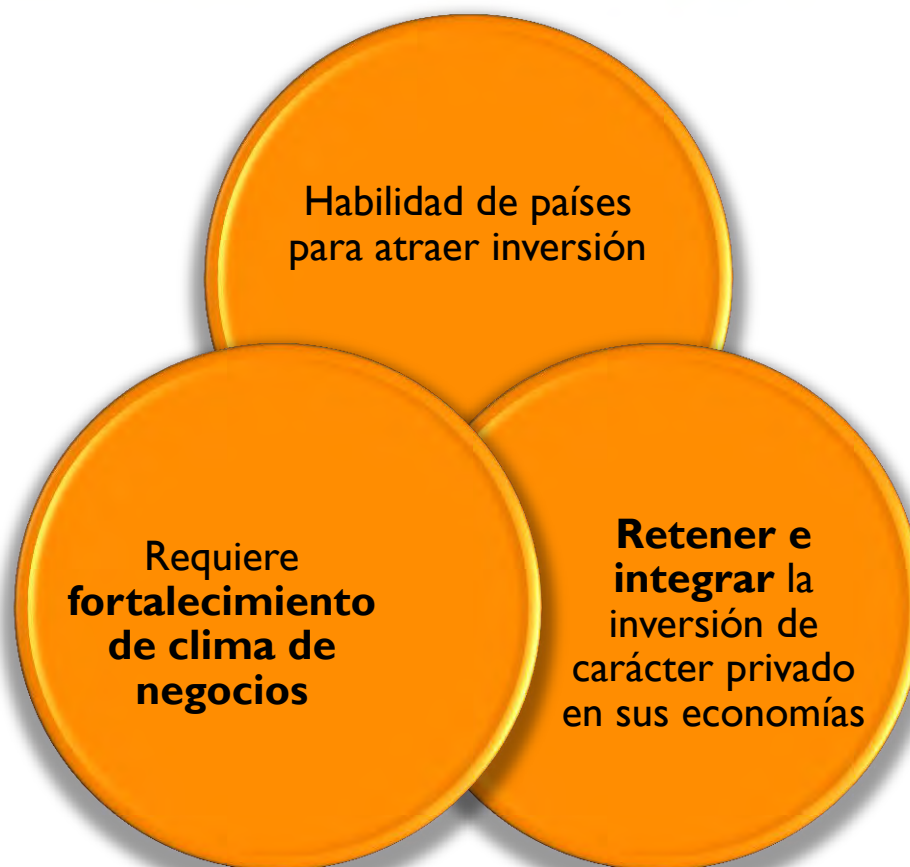 Habilidad de países
para atraer inversión
Requiere
fortalecimiento
de clima de
negocios
Retener e
integrar la
inversión de
carácter privado
en sus economías